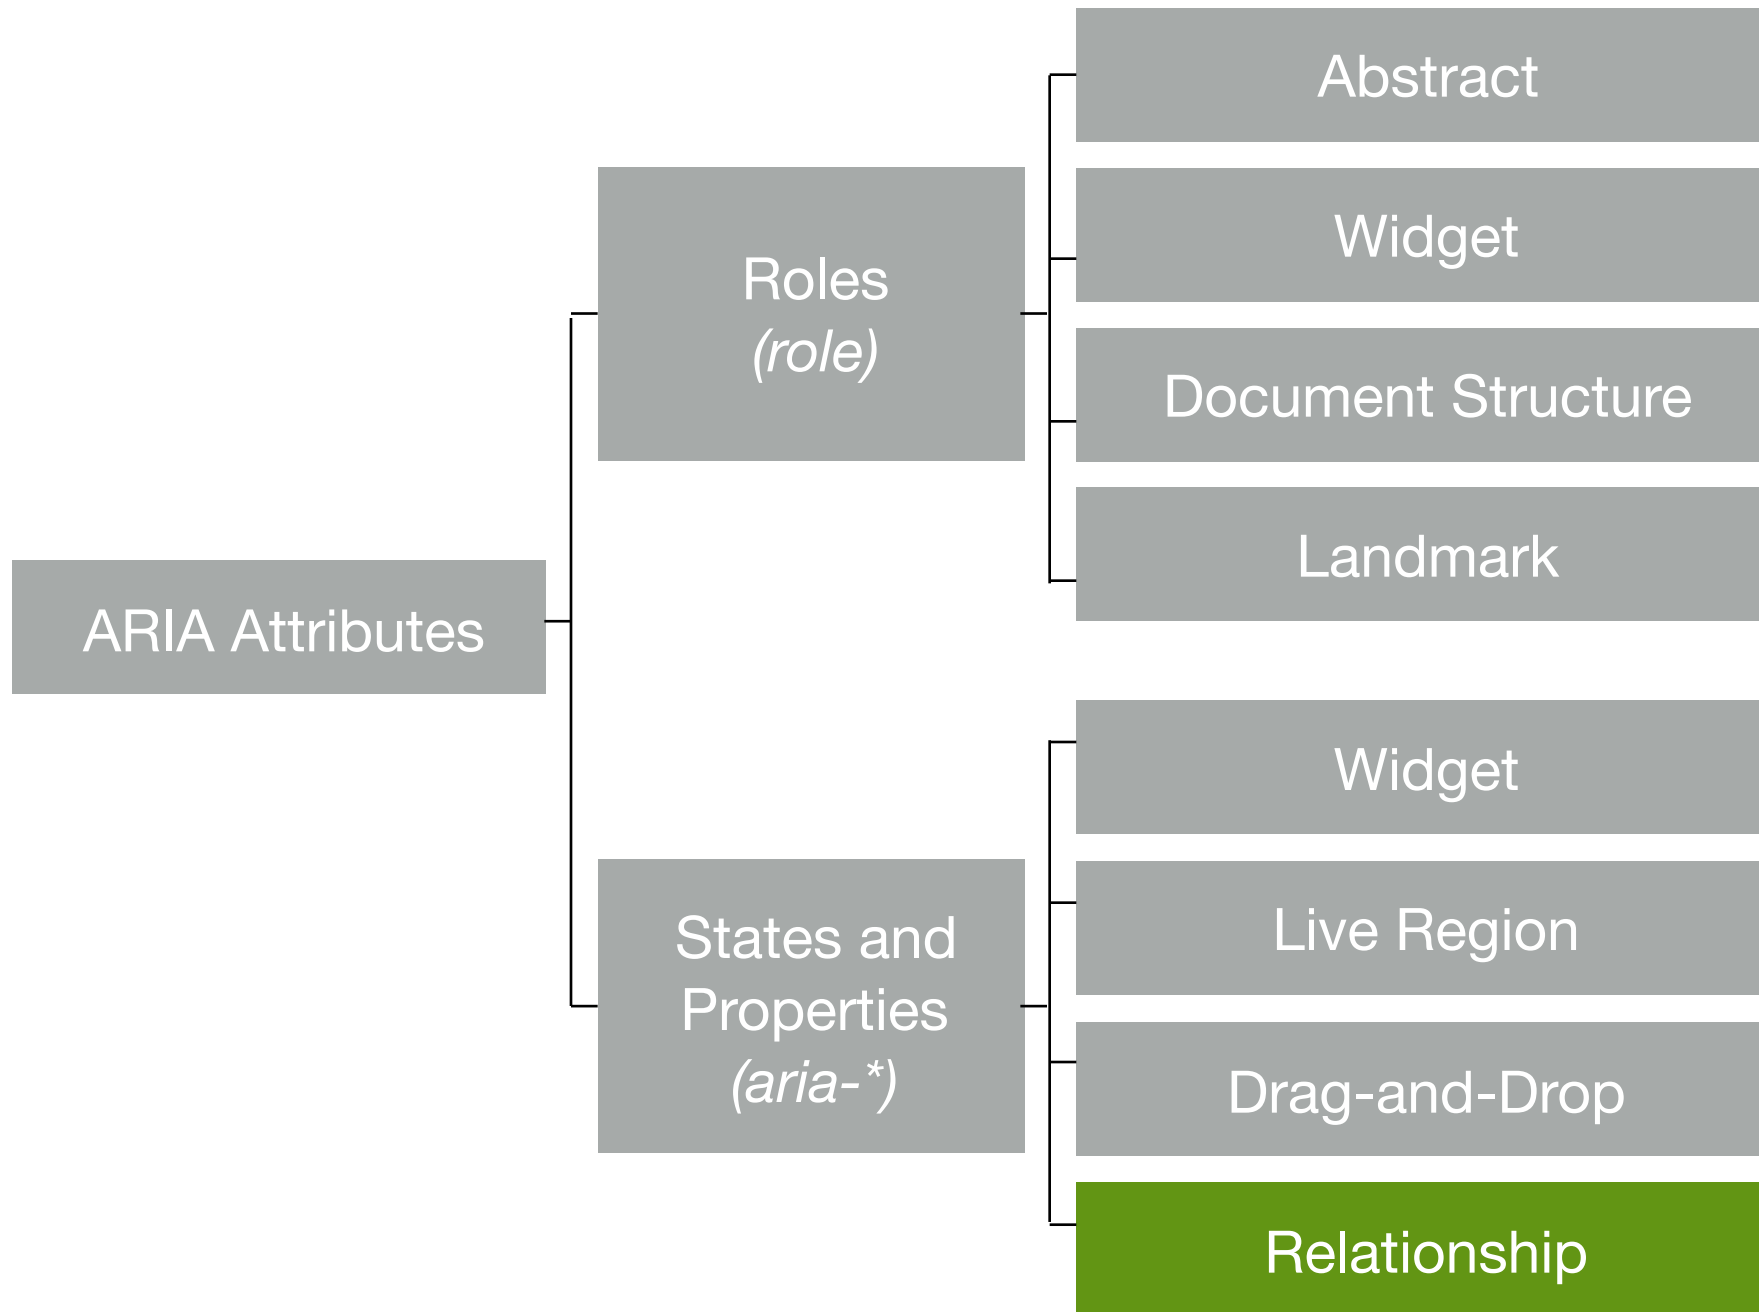 ARIA Attributes
Roles
(role)
Abstract
Widget
Document Structure
Landmark
States and
Properties
(aria-*)
Widget
Live Region
Drag-and-Drop
Relationship